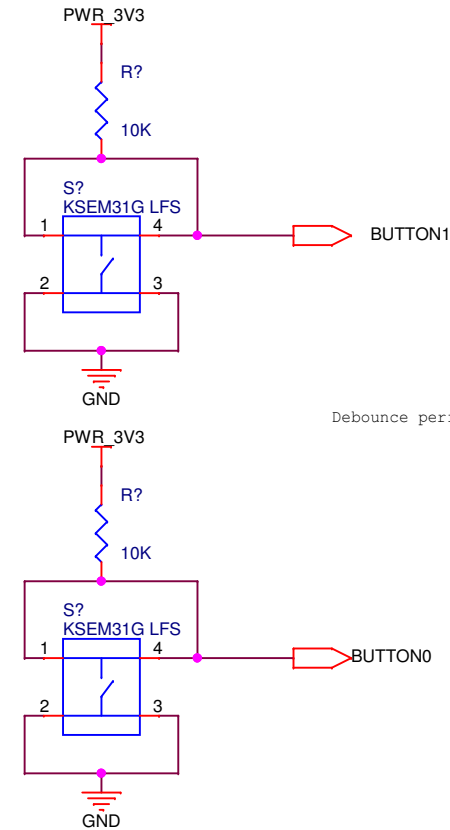 PWR_3V3
R?
10K
S?
KSEM31G LFS
1
4
BUTTON1
2
3
GND
Debounce
PWR_3V3
R?
10K
S?
KSEM31G LFS
1
4
BUTTON0
2
3
GND